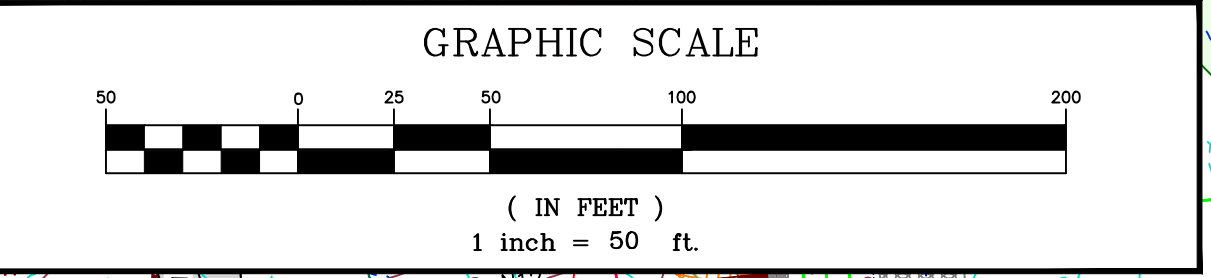 GRAPHIC SCALE
50 0 25 50 100 200
( IN FEET )
1 inch = 50 ft.